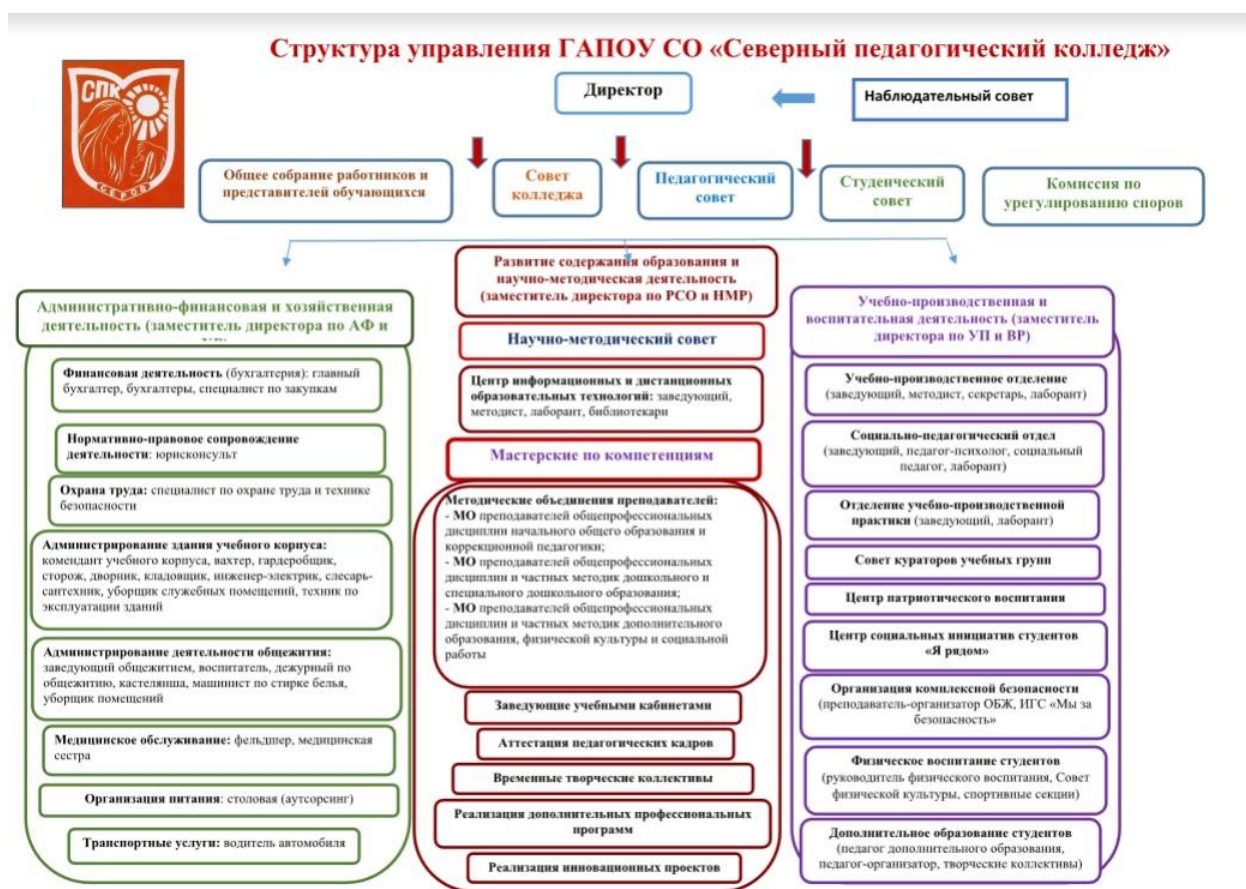 Структура управления ГАПОУ СО «Северный педагогический колледж»
СПК
СЕРОВ
Директор
Наблюдательный совет
Общее собрание работников и
представителей обучающихся
Совет
колледжа
Педагогический
совет
Студенческий
совет
Комиссия по
урегулированию споров
Административно-финансовая и хозяйственная
деятельность (заместитель директора по АФ и
Финансовая деятельность (бухгалтерия): главный
бухгалтер, бухгалтеры, специалист по закупкам
Нормативно-правовое сопровождение
деятельности: юрисконсульт
Охрана труда: специалист по охране труда и технике
безопасности
Администрирование здания учебного корпуса:
комендант учебного корпуса, вахтер, гардеробщик,
сторож, дворник, кладовщик, инженер-электрик, слесарь-
сантехник, уборщик служебных помещений, техник по
эксплуатации зданий
Администрирование деятельности общежития:
заведующий общежитием, воспитатель, дежурный по
общежитию, кастелянша, машинист по стирке белья,
уборщик помещений
Медицинское обслуживание: фельдшер, медицинская
сестра
Организация питания: столовая (аутсорсинг)
Транспортные услуги: водитель автомобиля
Развитие содержания образования и
научно-методическая деятельность
(заместитель директора по РСО и НМР)
Научно-методический совет
Центр информационных и дистанционных
образовательных технологий: заведующий,
методист, лаборант, библиотекари
Мастерские по компетенциям
Методические объединения преподавателей:
- МО преподавателей общепрофессиональных
дисциплин начального общего образования и
коррекционной педагогики;
- МО преподавателей общепрофессиональных
дисциплин и частных методик дошкольного и
специального дошкольного образования;
- МО преподавателей общепрофессиональных
дисциплин и частных методик дополнительного
образования, физической культуры и социальной
работы
Заведующие учебными кабинетами
Аттестация педагогических кадров
Временные творческие коллективы
Реализация дополнительных профессиональных
программ
Реализация инновационных проектов
Учебно-производственная и
воспитательная деятельность (заместитель
директора по УП и ВР)
Учебно-производственное отделение
(заведующий, методист, секретарь, лаборант)
Социально-педагогический отдел
(заведующий, педагог-психолог, социальный
педагог, лаборант)
Отделение учебно-производственной
практики (заведующий, лаборант)
Совет кураторов учебных групп
Центр патриотического воспитания
Центр социальных инициатив студентов
«Я рядом»
Организация комплексной безопасности
(преподаватель-организатор ОБЖ, ИГС «Мы за
безопасность»
Физическое воспитание студентов
(руководитель физического воспитания, Совет
физической культуры, спортивные секции)
Дополнительное образование студентов
(педагог дополнительного образования,
педагог-организатор, творческие коллективы)